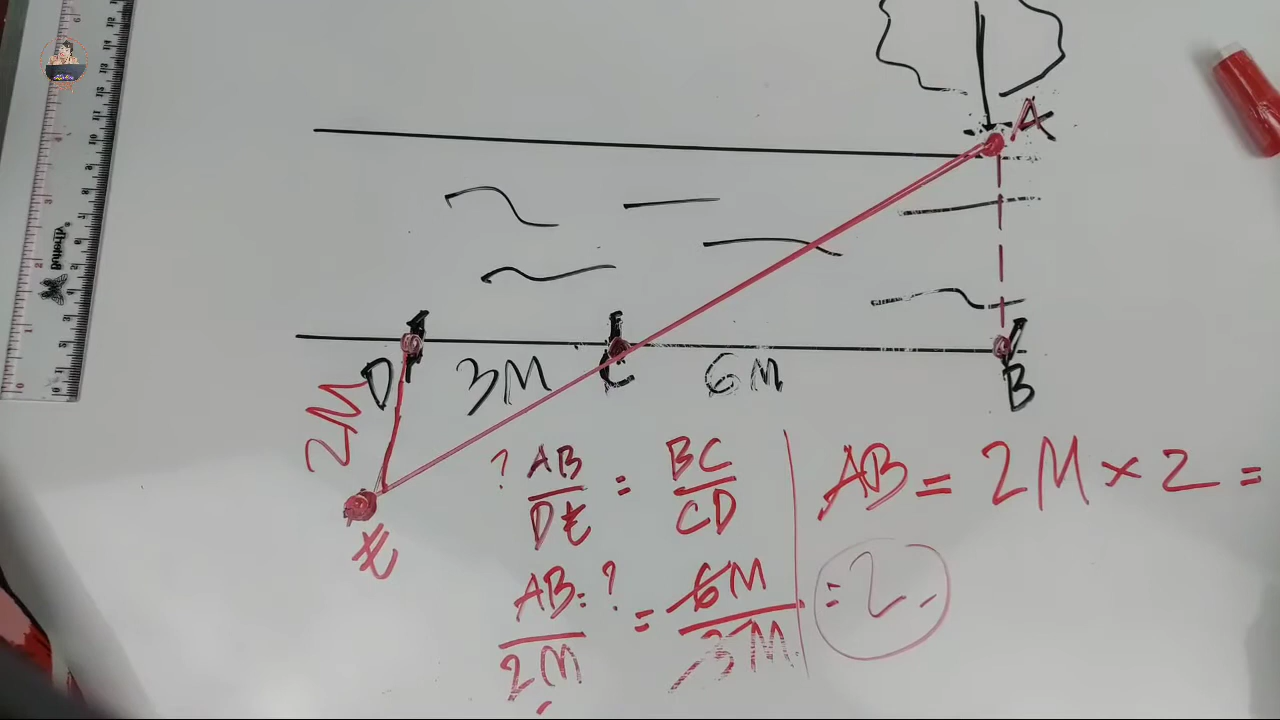 A
D 3M C 6M B
2M
E
? AB/DE = BC/CD
AB=?/2M = 6M/3M = 2
AB = 2M × 2 =